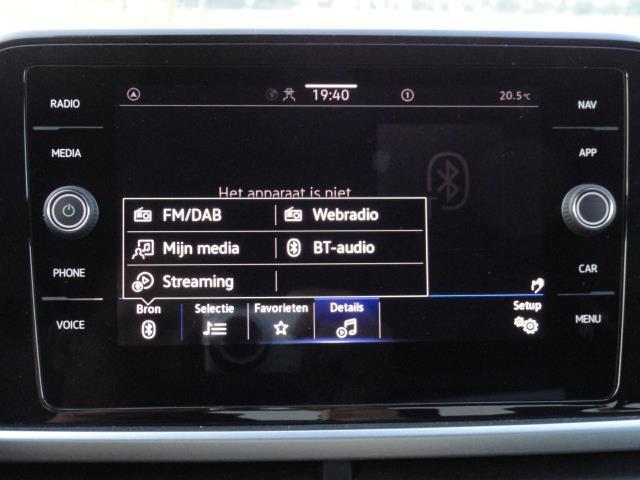 RADIO
MEDIA
PHONE
VOICE
19:40
1
20.5°C
Het apparaat is niet
FM/DAB
Webradio
Mijn media
BT-audio
Streaming
Bron
Selectie
Favorieten
Details
Setup
NAV
APP
CAR
MENU